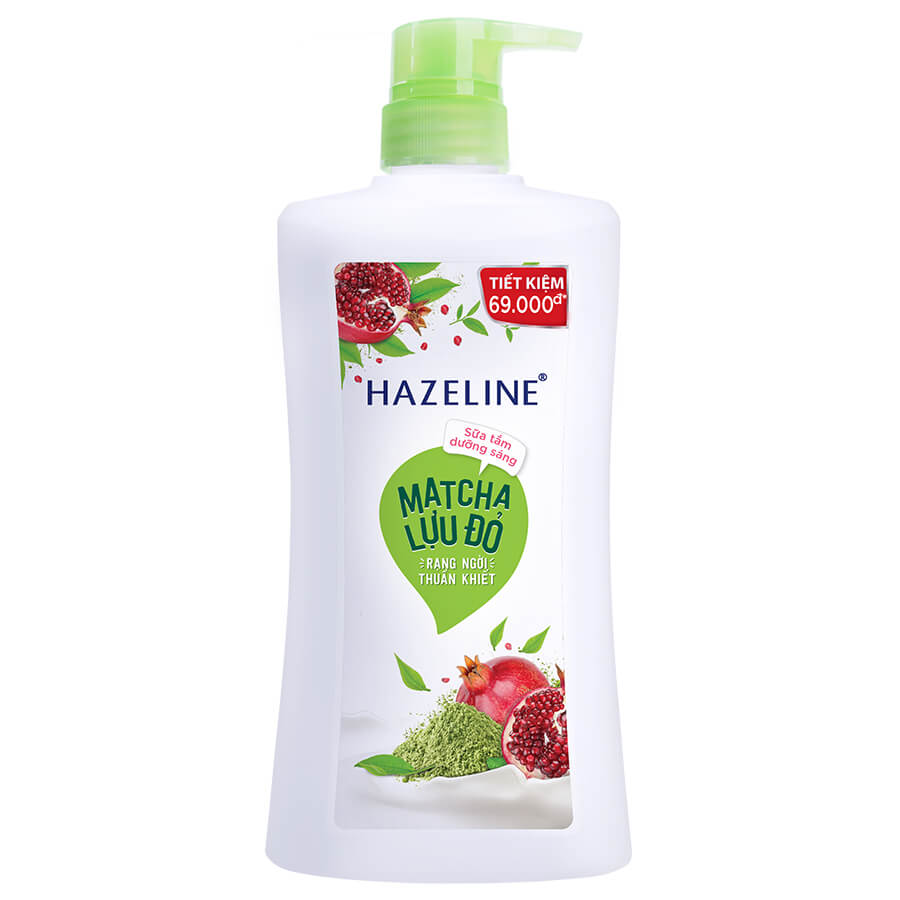 TIẾT KIỆM
69.000đ*
HAZELINE®
Sữa tắm
dưỡng sáng
MATCHA
LỰU ĐỎ
RẠNG NGỜI
THUẦN KHIẾT